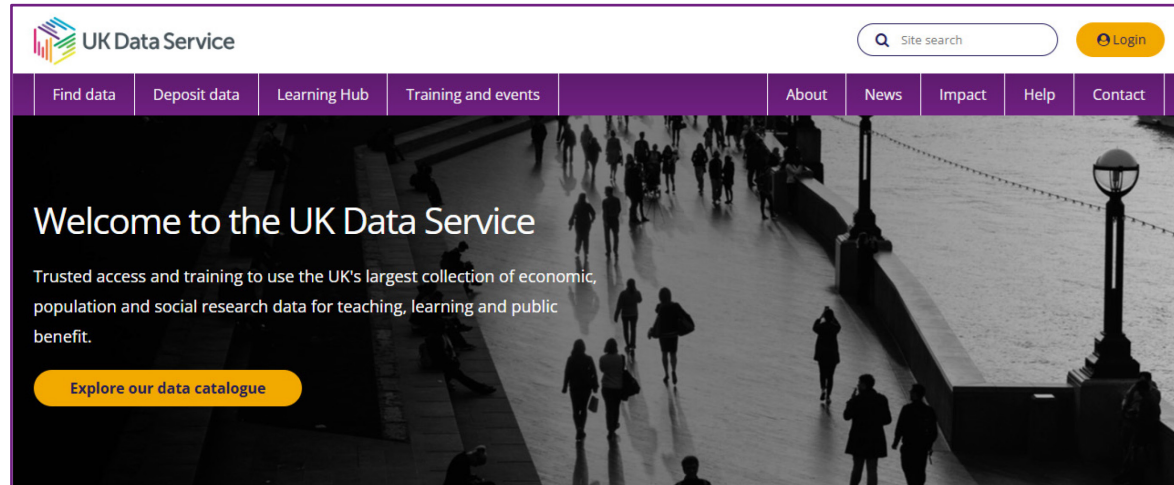 UK Data Service
Site search
Login
Find data
Deposit data
Learning Hub
Training and events
About
News
Impact
Help
Contact
Welcome to the UK Data Service
Trusted access and training to use the UK's largest collection of economic,
population and social research data for teaching, learning and public
benefit.
Explore our data catalogue